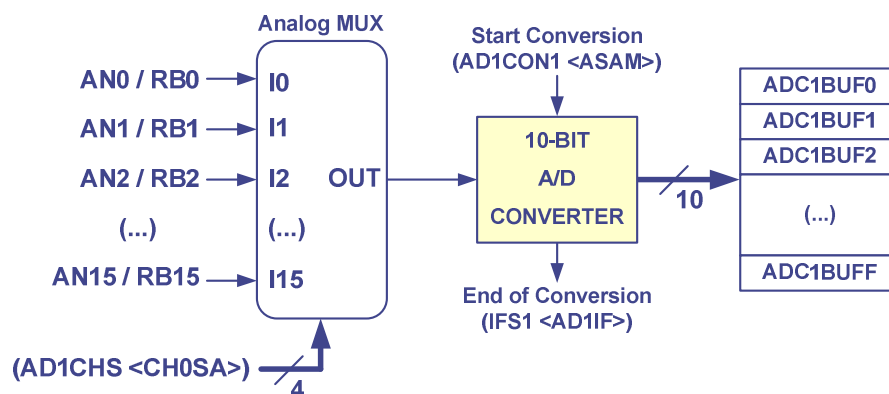 Analog MUX
AN0 / RB0
I0
AN1 / RB1
I1
AN2 / RB2
I2
OUT
(...)
(...)
AN15 / RB15
I15
(AD1CHS <CH0SA>)
4
Start Conversion
(AD1CON1 <ASAM>)
10-BIT
A/D
CONVERTER
10
End of Conversion
(IFS1 <AD1IF>)
ADC1BUF0
ADC1BUF1
ADC1BUF2
(...)
ADC1BUFF